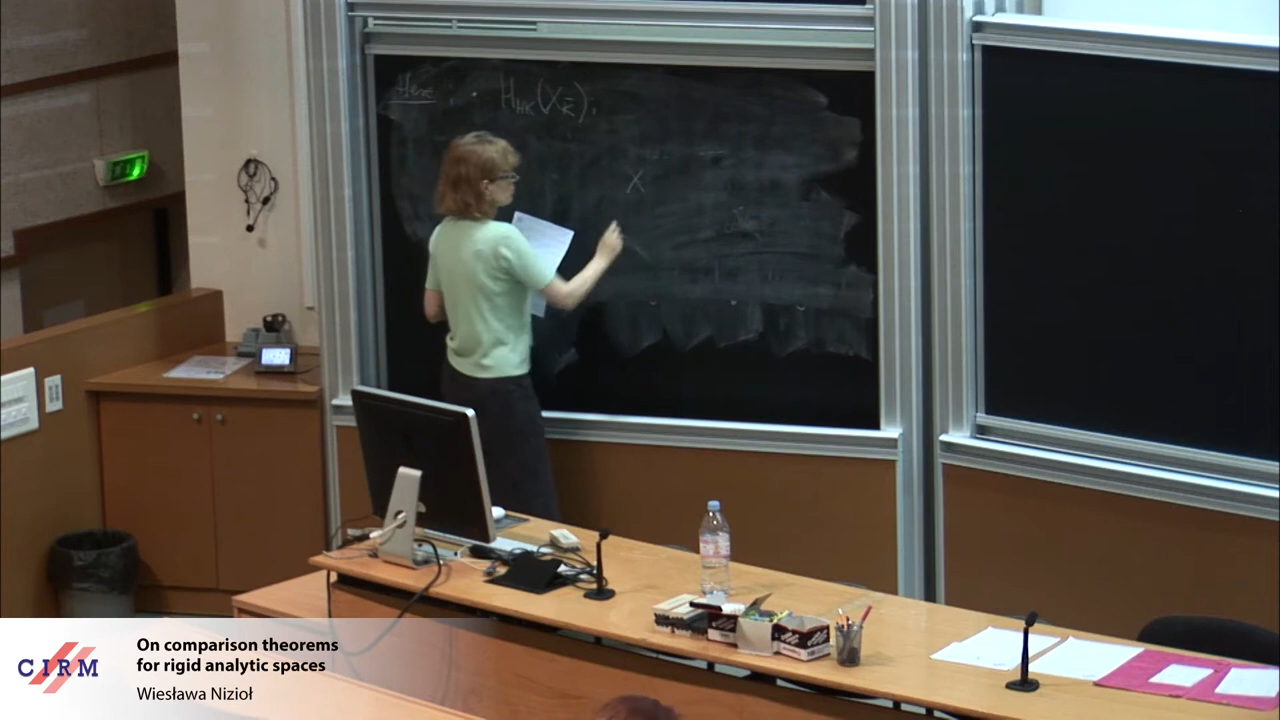 Here: H_HK(X_K̄);
X
CIRM
On comparison theorems
for rigid analytic spaces
Wiesława Nizioł